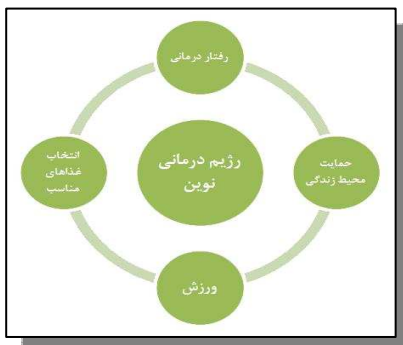 رفتار درمانی
انتخاب
غذاهای
مناسب
رژیم درمانی
نوین
حمایت
محیط زندگی
ورزش